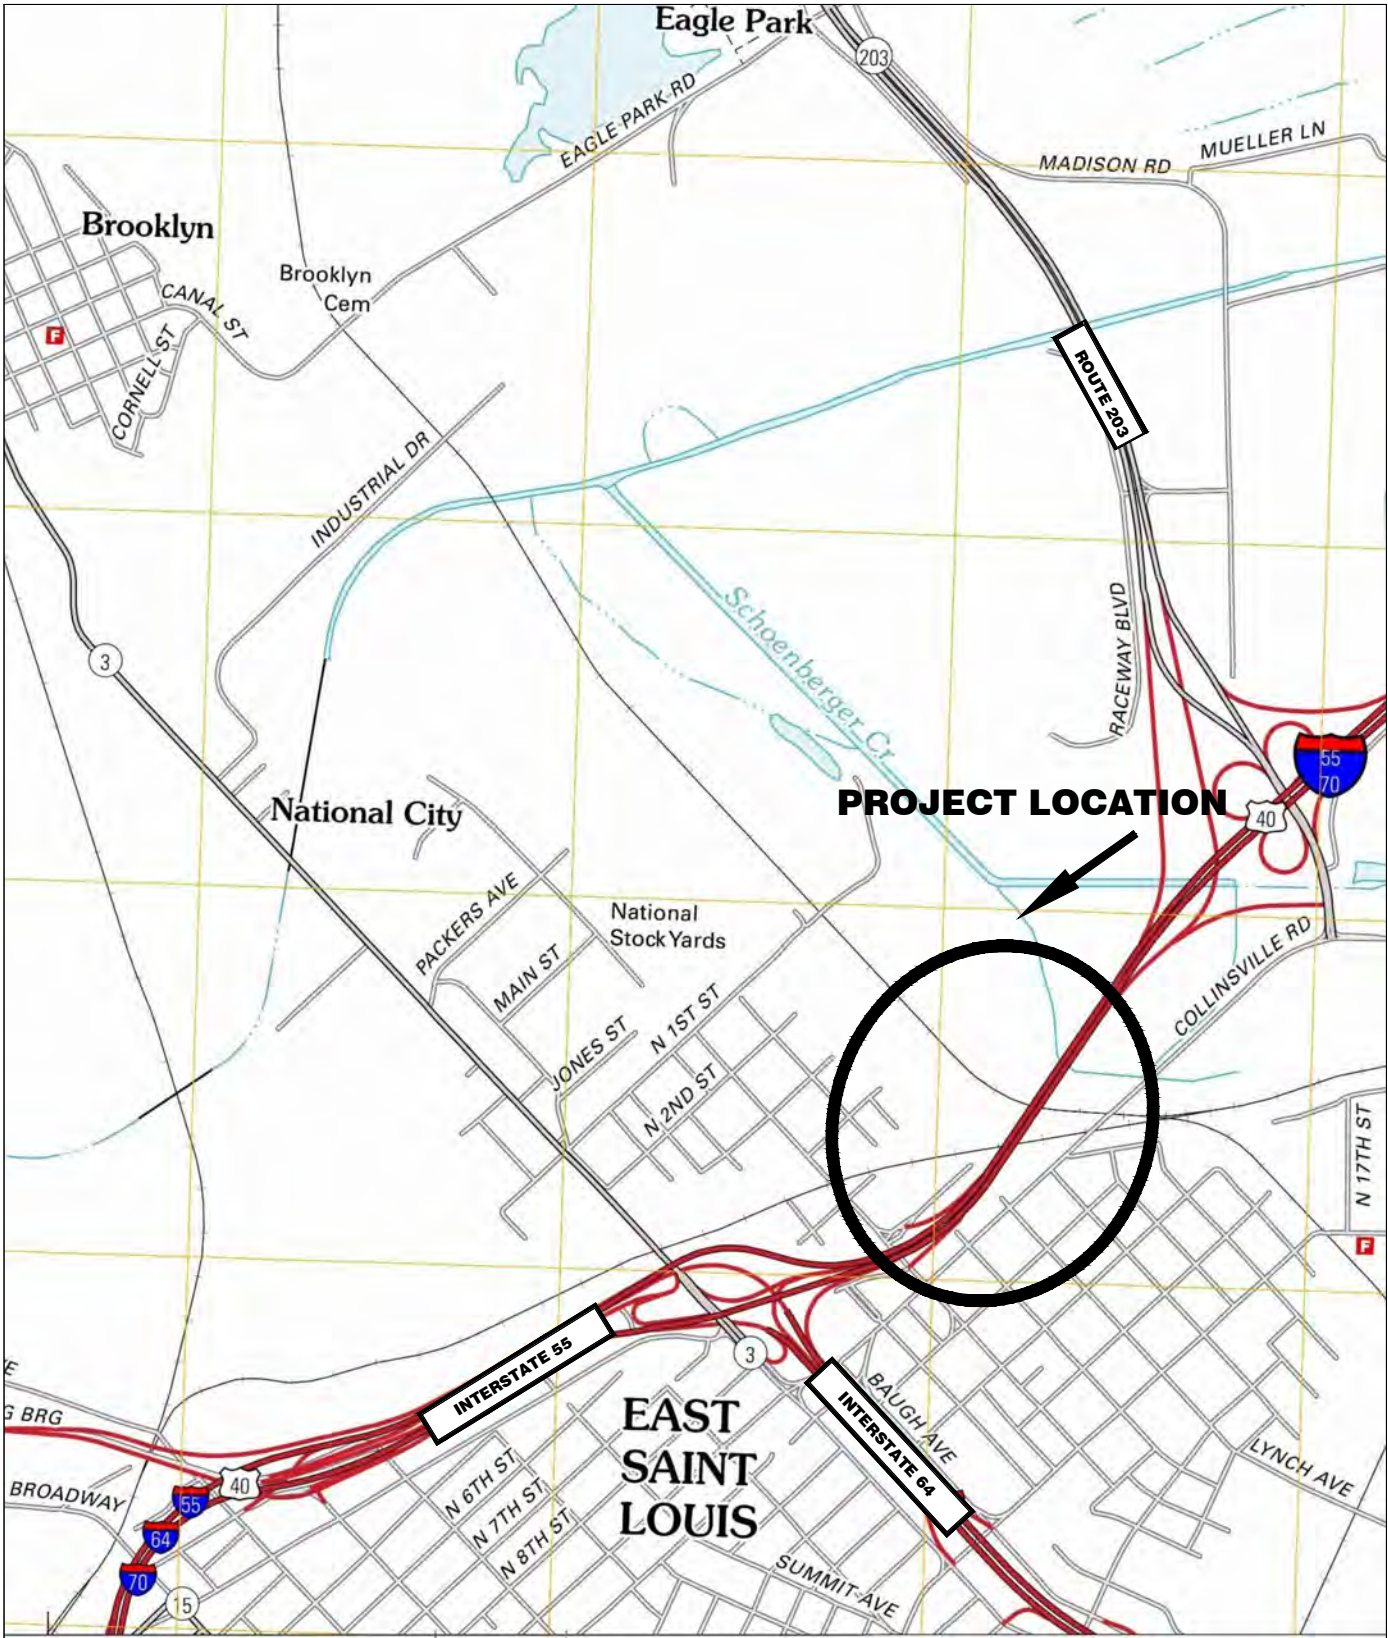 Eagle Park
203
EAGLE PARK RD
MADISON RD
MUELLER LN
Brooklyn
Brooklyn
Cem
CANAL ST
F
CORNELL ST
ROUTE 203
INDUSTRIAL DR
Schoenberger Cr
RACEWAY BLVD
3
55
70
National City
PROJECT LOCATION
40
PACKERS AVE
National
Stock Yards
MAIN ST
COLLINSVILLE RD
N 1ST ST
JONES ST
N 2ND ST
N 17TH ST
F
INTERSTATE 55
3
E
G BRG
EAST
SAINT
LOUIS
BAUGH AVE
INTERSTATE 64
LYNCH AVE
40
BROADWAY
55
64
70
15
N 6TH ST
N 7TH ST
N 8TH ST
SUMMIT AVE